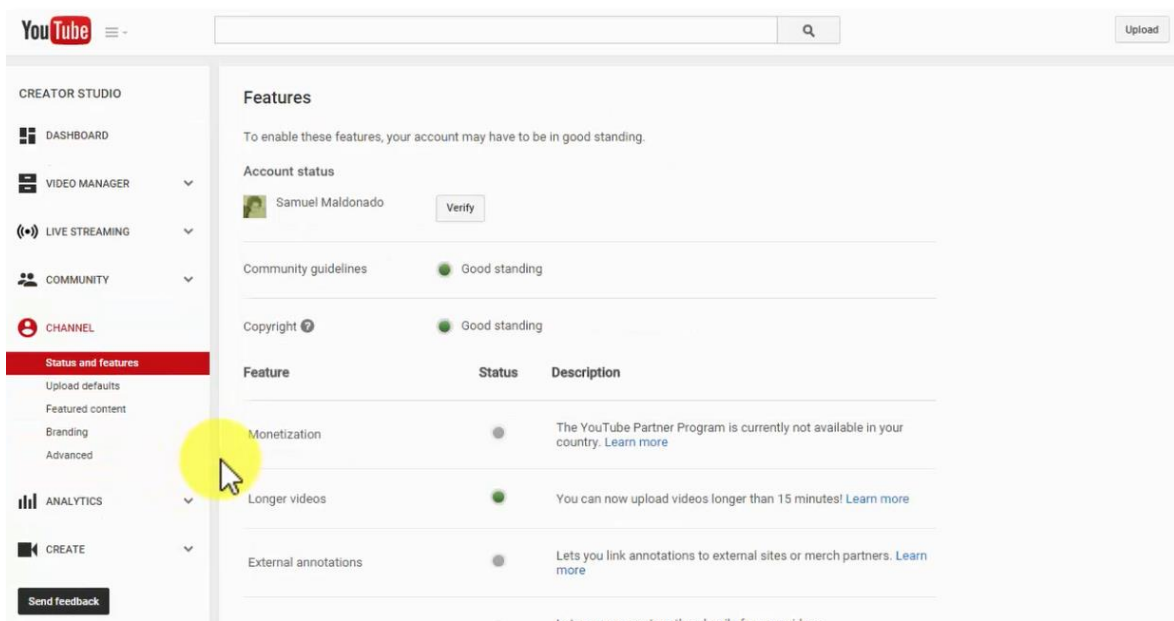 YouTube
Upload
CREATOR STUDIO
DASHBOARD
VIDEO MANAGER
LIVE STREAMING
COMMUNITY
CHANNEL
Status and features
Upload defaults
Featured content
Branding
Advanced
ANALYTICS
CREATE
Send feedback
Features
To enable these features, your account may have to be in good standing.
Account status
Samuel Maldonado
Verify
Community guidelines Good standing
Copyright Good standing
Feature Status Description
Monetization
The YouTube Partner Program is currently not available in your
country. Learn more
Longer videos You can now upload videos longer than 15 minutes! Learn more
External annotations
Lets you link annotations to external sites or merch partners. Learn
more